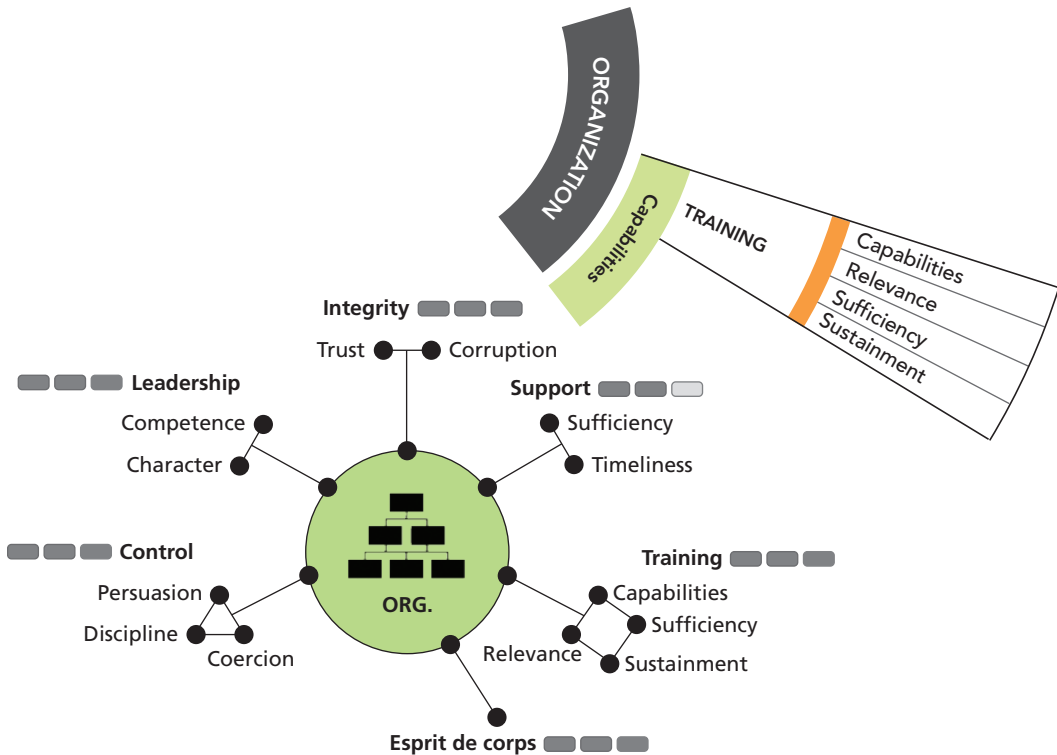 ORGANIZATION
Capabilities
TRAINING
Capabilities
Relevance
Sufficiency
Sustainment
Integrity
Trust
Corruption
Leadership
Competence
Character
Support
Sufficiency
Timeliness
Control
Persuasion
Discipline
Coercion
ORG.
Training
Capabilities
Sufficiency
Relevance
Sustainment
Esprit de corps